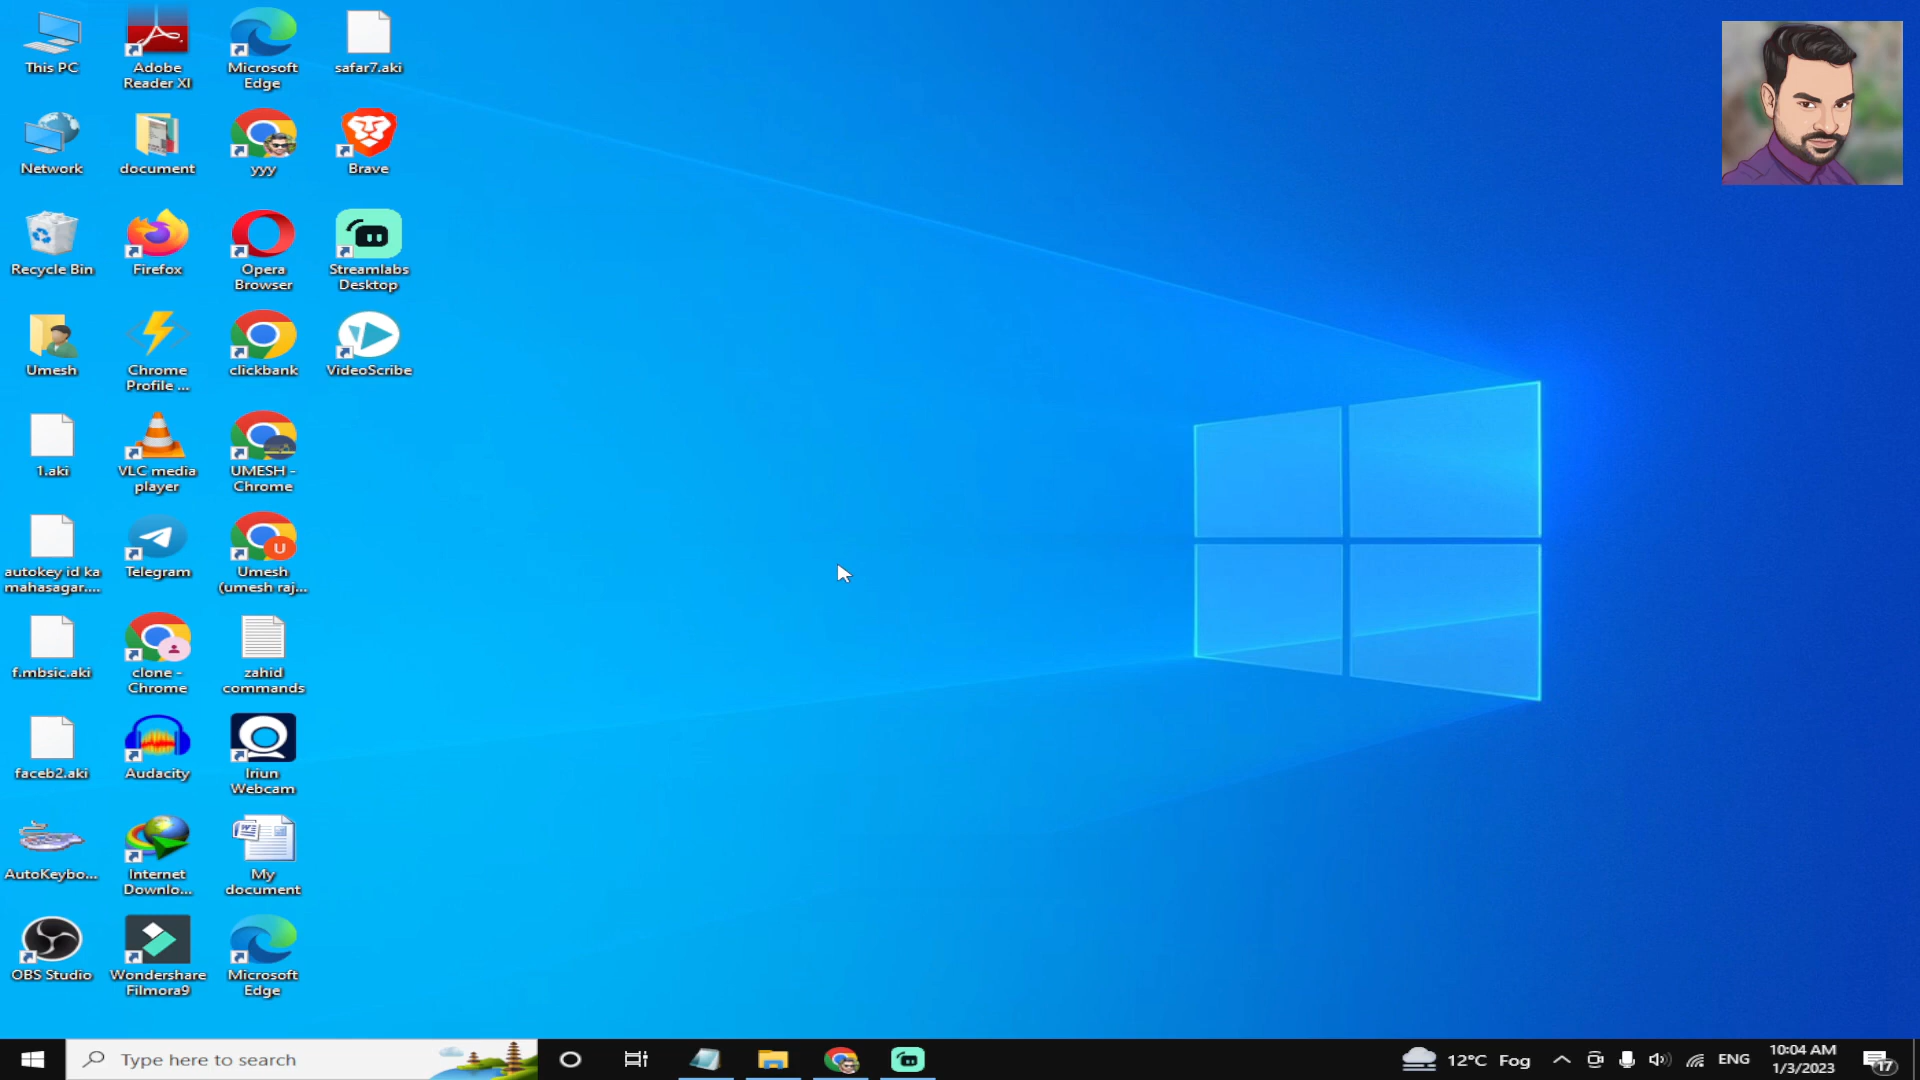 This PC
Adobe
Reader XI
Microsoft
Edge
safar7.aki
Network
document
yyy
Brave
Recycle Bin
Firefox
Opera
Browser
Streamlabs
Desktop
Umesh
Chrome
Profile ...
clickbank
VideoScribe
1.aki
VLC media
player
UMESH -
Chrome
autokey id ka
mahasagar....
Telegram
U
Umesh
(umesh raj...
f.mbsic.aki
clone -
Chrome
zahid
commands
faceb2.aki
Audacity
Iriun
Webcam
AutoKeybo...
Internet
Downlo...
W
My
document
OBS Studio
Wondershare
Filmora9
Microsoft
Edge
Type here to search
12°C Fog
ENG
10:04 AM
1/3/2023
17